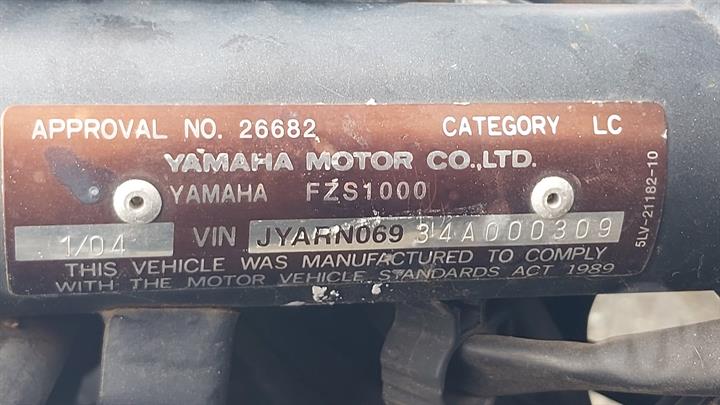 APPROVAL NO. 26682 CATEGORY LC
YAMAHA MOTOR CO.,LTD.
YAMAHA FZS1000
1/04 VIN JYARN069 34A000309
THIS VEHICLE WAS MANUFACTURED TO COMPLY
WITH THE MOTOR VEHICLE STANDARDS ACT 1989
5LV-21182-10